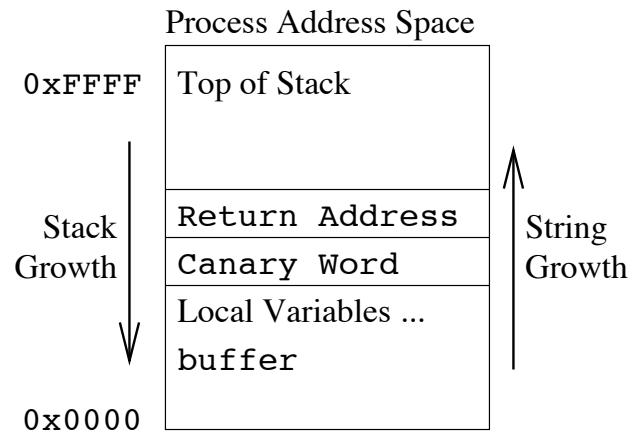 Process Address Space
0xFFFF
Top of Stack
Return Address
Canary Word
Stack
Growth
String
Growth
Local Variables ...
buffer
0x0000